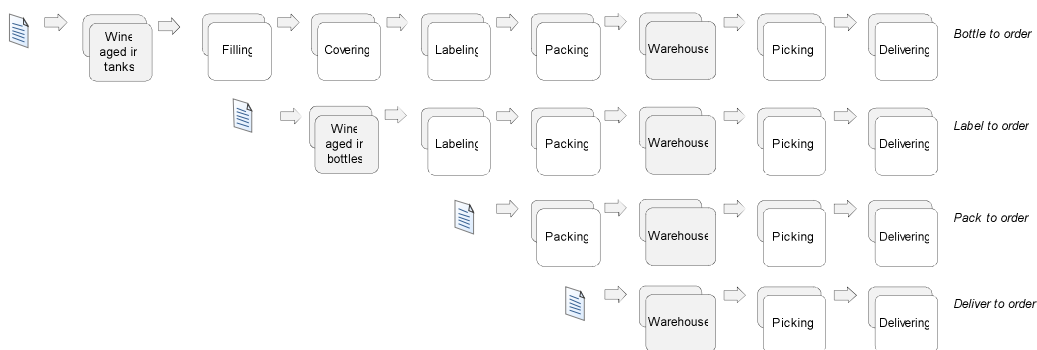 Wine
aged in
tanks
Filling
Covering
Labeling
Packing
Warehouse
Picking
Delivering
Bottle to order
Wine
aged in
bottles
Labeling
Packing
Warehouse
Picking
Delivering
Label to order
Packing
Warehouse
Picking
Delivering
Pack to order
Warehouse
Picking
Delivering
Deliver to order